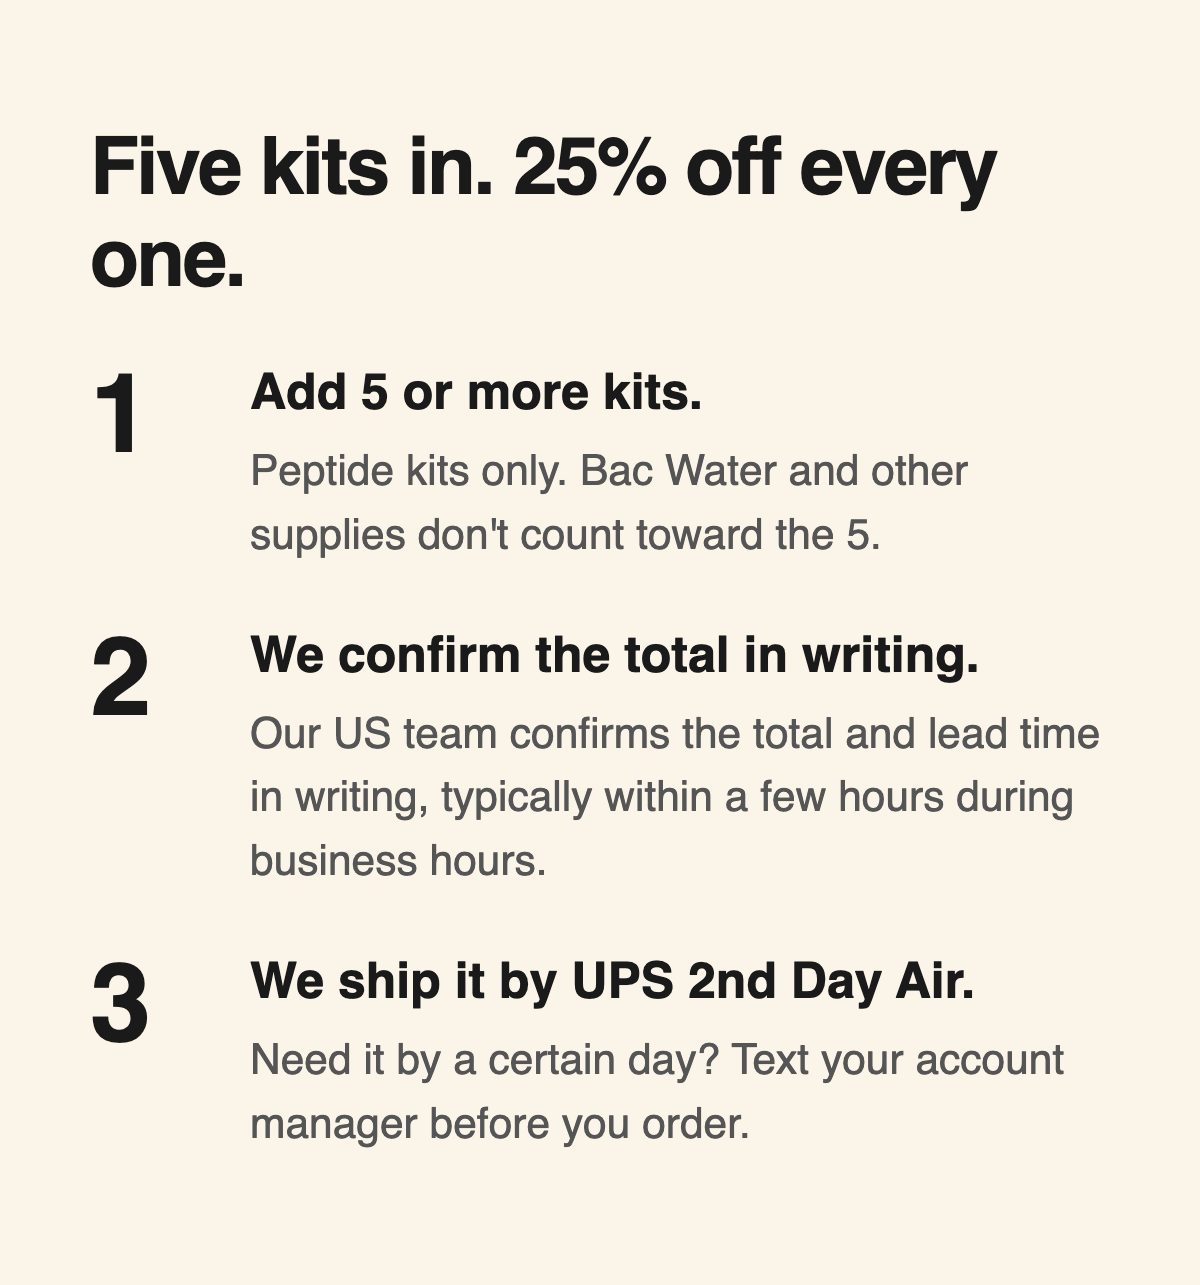 Five kits in. 25% off every
one.
1
Add 5 or more kits.
Peptide kits only. Bac Water and other
supplies don't count toward the 5.
2
We confirm the total in writing.
Our US team confirms the total and lead time
in writing, typically within a few hours during
business hours.
3
We ship it by UPS 2nd Day Air.
Need it by a certain day? Text your account
manager before you order.